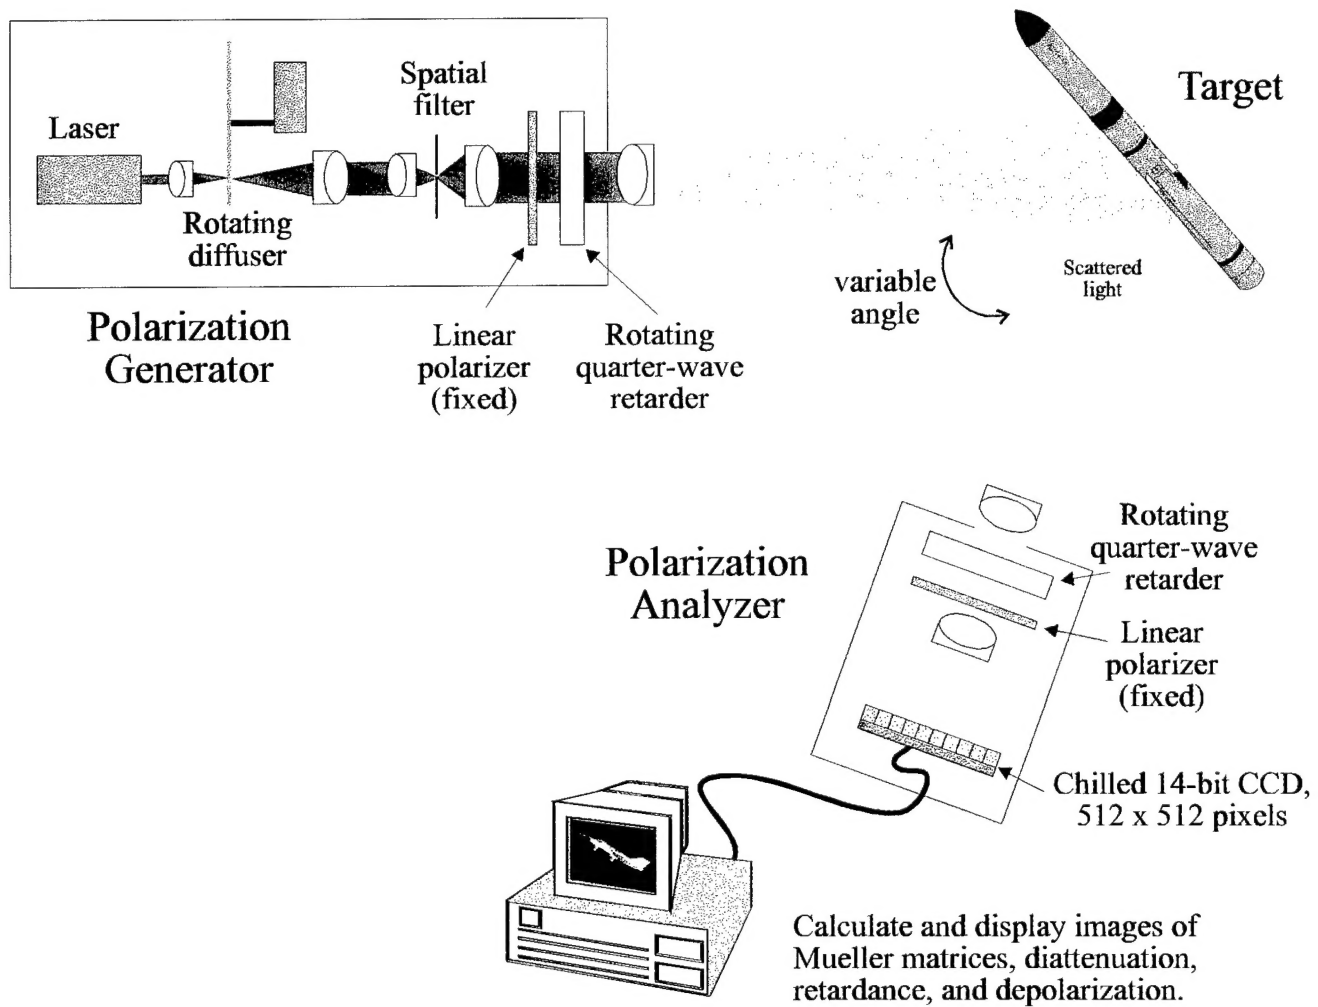 Laser
Spatial
filter
Target
Rotating
diffuser
variable
angle
Scattered
light
Polarization
Generator
Linear
polarizer
(fixed)
Rotating
quarter-wave
retarder
Polarization
Analyzer
Rotating
quarter-wave
retarder
Linear
polarizer
(fixed)
Chilled 14-bit CCD,
512 x 512 pixels
Calculate and display images of
Mueller matrices, diattenuation,
retardance, and depolarization.